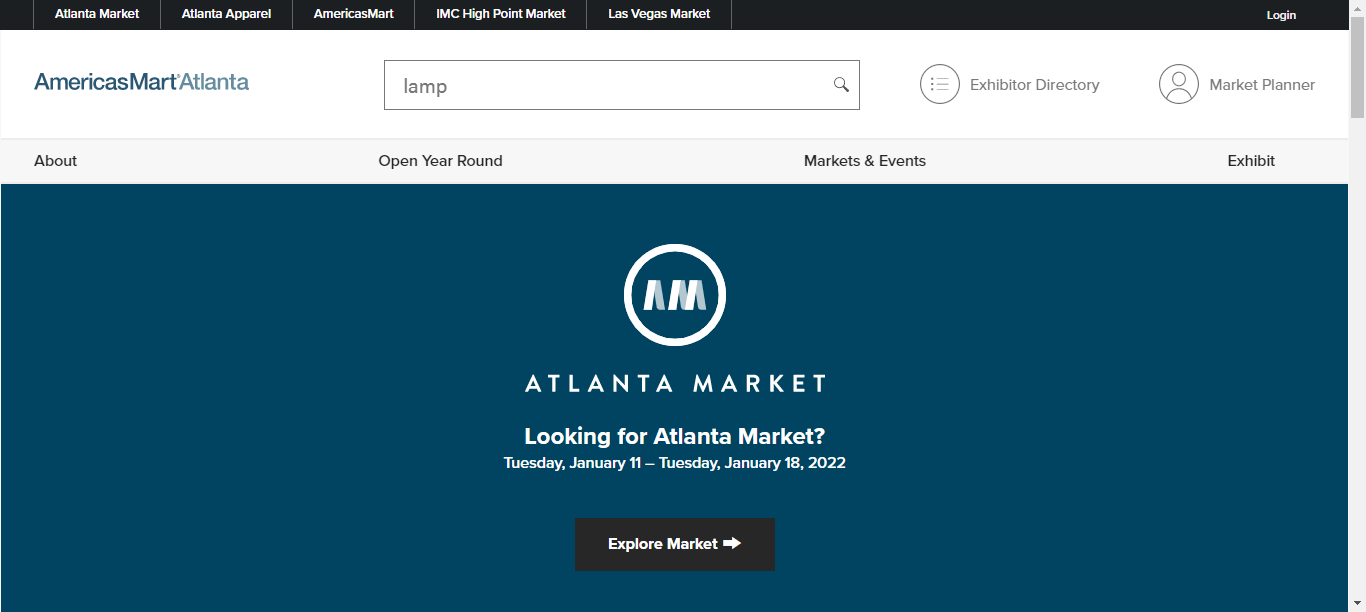 Atlanta Market
Atlanta Apparel
AmericasMart
IMC High Point Market
Las Vegas Market
Login
AmericasMart®Atlanta
lamp
Exhibitor Directory
Market Planner
About
Open Year Round
Markets & Events
Exhibit
AM
ATLANTA MARKET
Looking for Atlanta Market?
Tuesday, January 11 – Tuesday, January 18, 2022
Explore Market